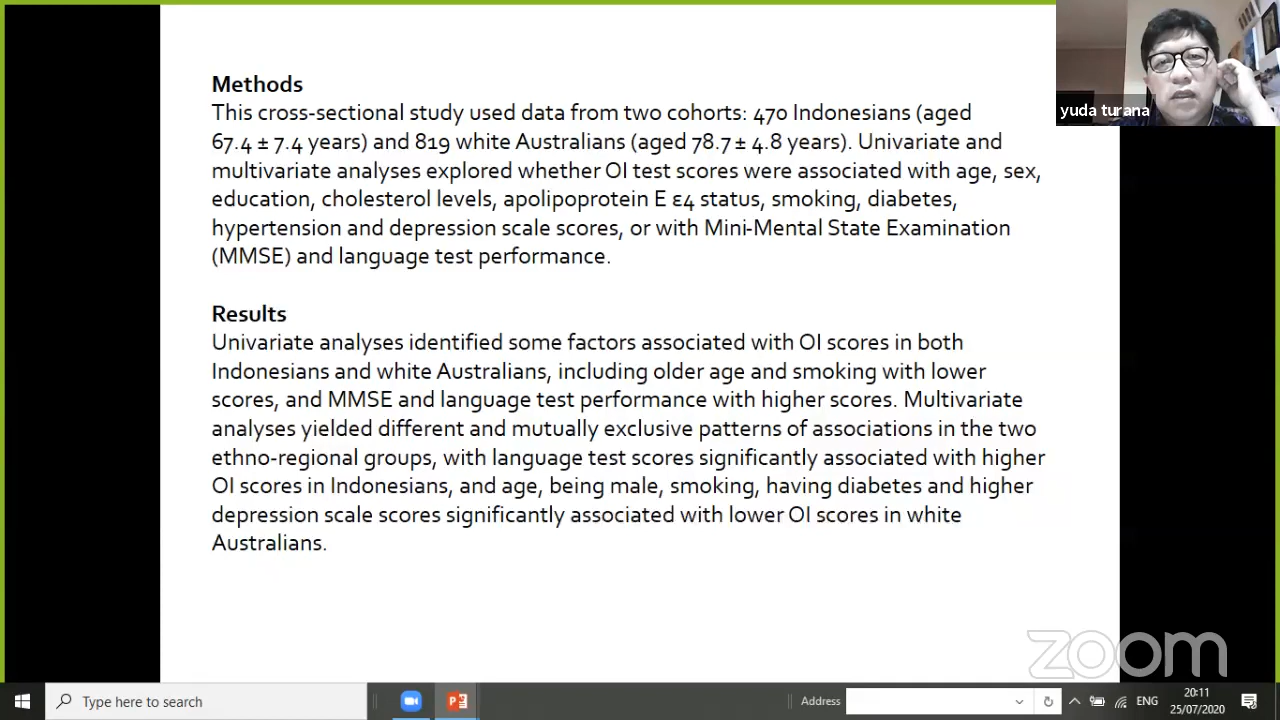 Methods
This cross-sectional study used data from two cohorts: 470 Indonesians (aged
67.4 ± 7.4 years) and 819 white Australians (aged 78.7 ± 4.8 years). Univariate and
multivariate analyses explored whether OI test scores were associated with age, sex,
education, cholesterol levels, apolipoprotein E ε4 status, smoking, diabetes,
hypertension and depression scale scores, or with Mini-Mental State Examination
(MMSE) and language test performance.
Results
Univariate analyses identified some factors associated with OI scores in both
Indonesians and white Australians, including older age and smoking with lower
scores, and MMSE and language test performance with higher scores. Multivariate
analyses yielded different and mutually exclusive patterns of associations in the two
ethno-regional groups, with language test scores significantly associated with higher
OI scores in Indonesians, and age, being male, smoking, having diabetes and higher
depression scale scores significantly associated with lower OI scores in white
Australians.
yuda turana
zoom
Type here to search
Address
ENG
20:11
25/07/2020